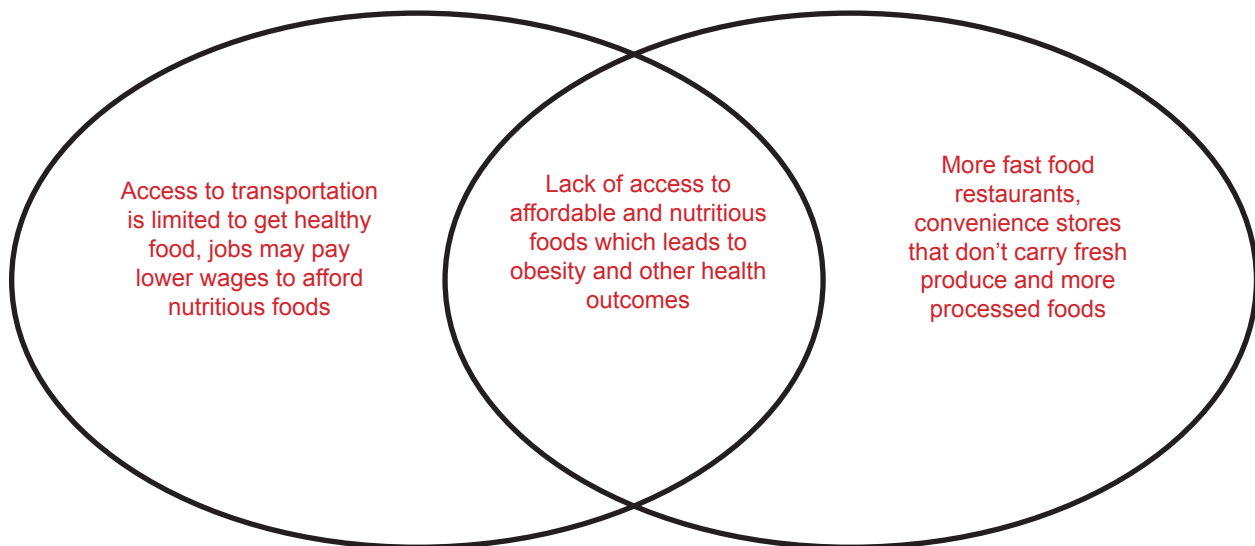 Access to transportation
is limited to get healthy
food, jobs may pay
lower wages to afford
nutritious foods
Lack of access to
affordable and nutritious
foods which leads to
obesity and other health
outcomes
More fast food
restaurants,
convenience stores
that don’t carry fresh
produce and more
processed foods